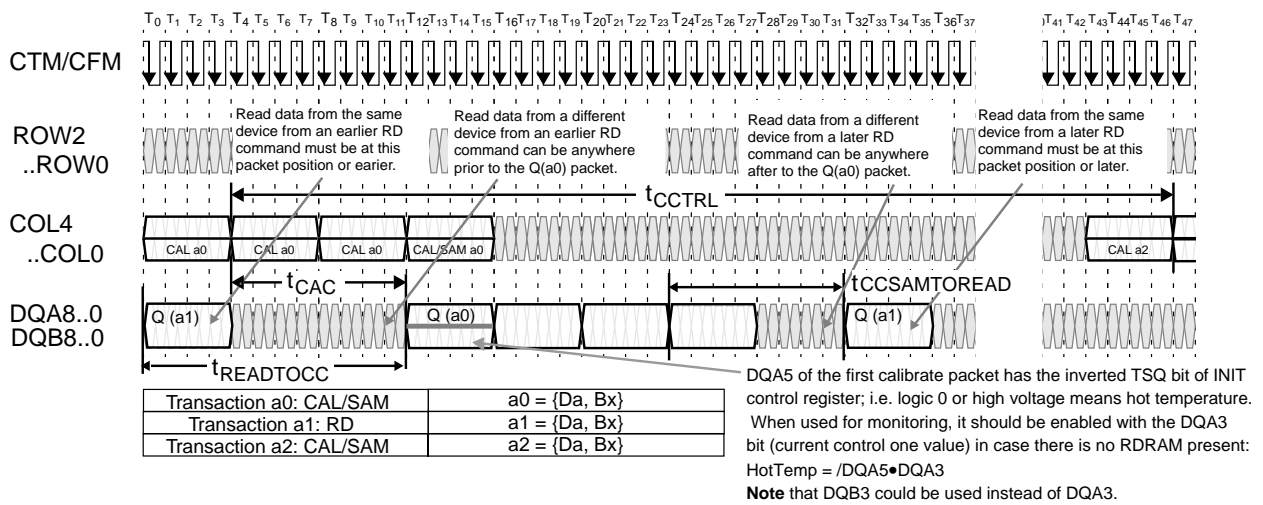 T0 T1 T2 T3 T4 T5 T6 T7 T8 T9 T10 T11 T12 T13 T14 T15 T16 T17 T18 T19 T20 T21 T22 T23 T24 T25 T26 T27 T28 T29 T30 T31 T32 T33 T34 T35 T36 T37 T41 T42 T43 T44 T45 T46 T47
CTM/CFM
ROW2
..ROW0
Read data from the same
device from an earlier RD
command must be at this
packet position or earier.
Read data from a different
device from an earlier RD
command can be anywhere
prior to the Q(a0) packet.
Read data from a different
device from a later RD
command can be anywhere
after to the Q(a0) packet.
Read data from the same
device from a later RD
command must be at this
packet position or later.
tCCTRL
COL4
..COL0
CAL a0 CAL a0 CAL a0 CAL/SAM a0 CAL a2
tCAC
tCCSAMTOREAD
DQA8..0
DQB8..0
Q (a1) Q (a0) Q (a1)
tREADTOCC
Transaction a0: CAL/SAM a0 = {Da, Bx}
Transaction a1: RD a1 = {Da, Bx}
Transaction a2: CAL/SAM a2 = {Da, Bx}
DQA5 of the first calibrate packet has the inverted TSQ bit of INIT
control register; i.e. logic 0 or high voltage means hot temperature.
When used for monitoring, it should be enabled with the DQA3
bit (current control one value) in case there is no RDRAM present:
HotTemp = /DQA5•DQA3
Note that DQB3 could be used instead of DQA3.